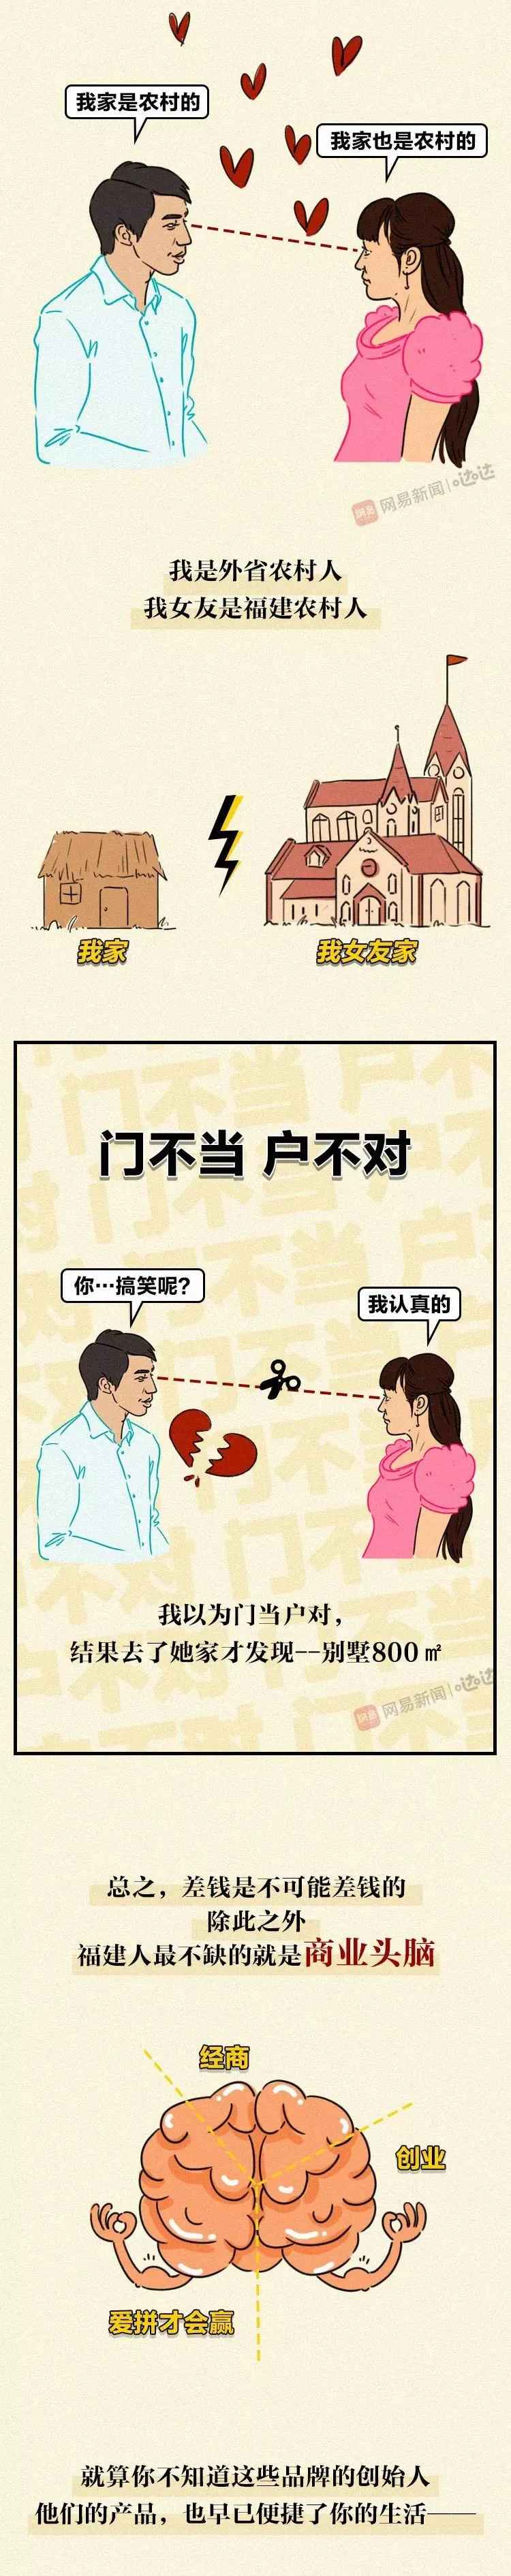 我家是农村的
我家也是农村的
网易 网易新闻|哒哒
我是外省农村人
我女友是福建农村人
我家
我女友家
门不当 户不对
你…搞笑呢?
我认真的
我以为门当户对，
结果去了她家才发现--别墅800㎡
网易 网易新闻|哒哒
总之，差钱是不可能差钱的
除此之外
福建人最不缺的就是商业头脑
经商
创业
爱拼才会赢
就算你不知道这些品牌的创始人
他们的产品，也早已便捷了你的生活——